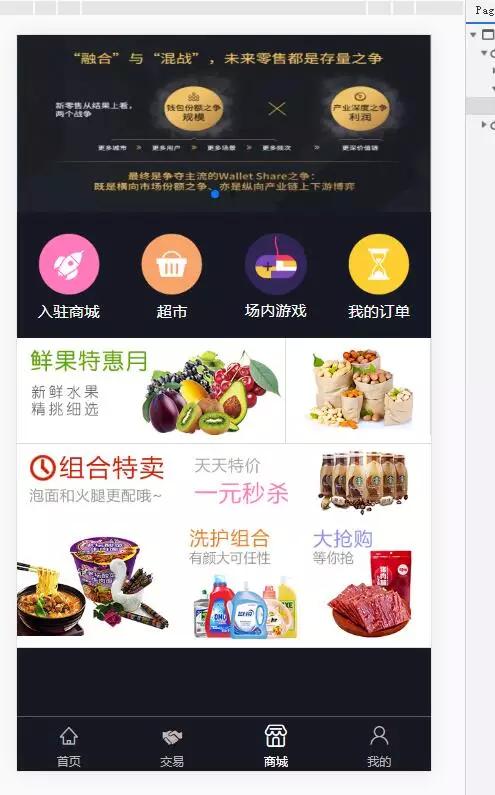 Pag
“融合”与“混战”，未来零售都是存量之争
新零售从结果上看，
两个战争
钱包份额之争
规模
产业深度之争
利润
更多城市 » 更多用户 » 更多场景 » 更多频次 » 更深价值链
最终是争夺主流的Wallet Share之争：
既是横向市场份额之争、亦是纵向产业链上下游博弈
入驻商城
超市
场内游戏
我的订单
鲜果特惠月
新鲜水果
精挑细选
组合特卖
泡面和火腿更配哦~
天天特价
一元秒杀
洗护组合
有颜大可任性
大抢购
等你抢
首页
交易
商城
我的